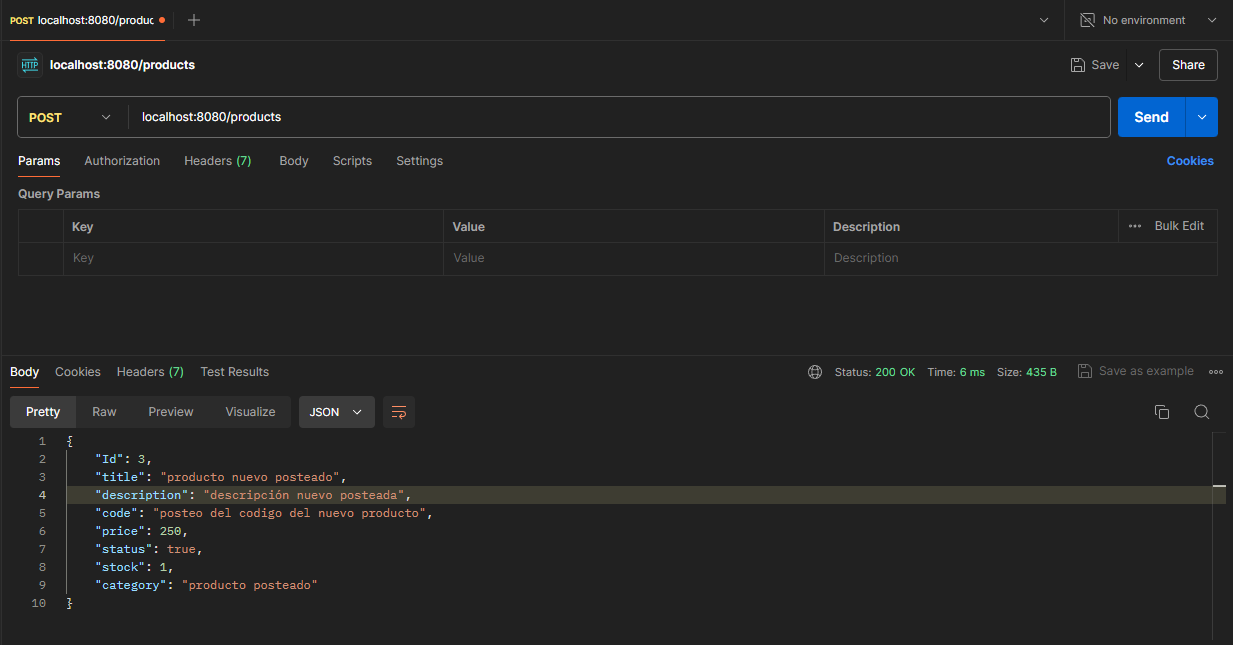 POST localhost:8080/produc
No environment
HTTP localhost:8080/products
Save
Share
POST localhost:8080/products
Send
Params Authorization Headers (7) Body Scripts Settings
Cookies
Query Params
Key Value Description ... Bulk Edit
Key Value Description
Body Cookies Headers (7) Test Results
Status: 200 OK Time: 6 ms Size: 435 B
Save as example
Pretty Raw Preview Visualize JSON
1 {
2 "Id": 3,
3 "title": "producto nuevo posteado",
4 "description": "descripción nuevo posteada",
5 "code": "posteo del codigo del nuevo producto",
6 "price": 250,
7 "status": true,
8 "stock": 1,
9 "category": "producto posteado"
10 }